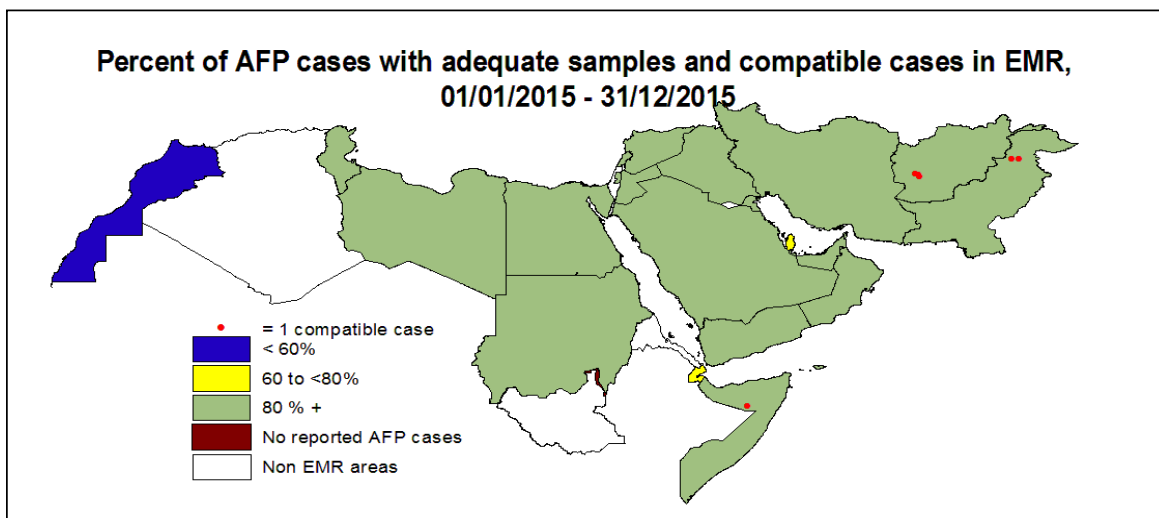 Percent of AFP cases with adequate samples and compatible cases in EMR,
01/01/2015 - 31/12/2015
= 1 compatible case
< 60%
60 to <80%
80 % +
No reported AFP cases
Non EMR areas